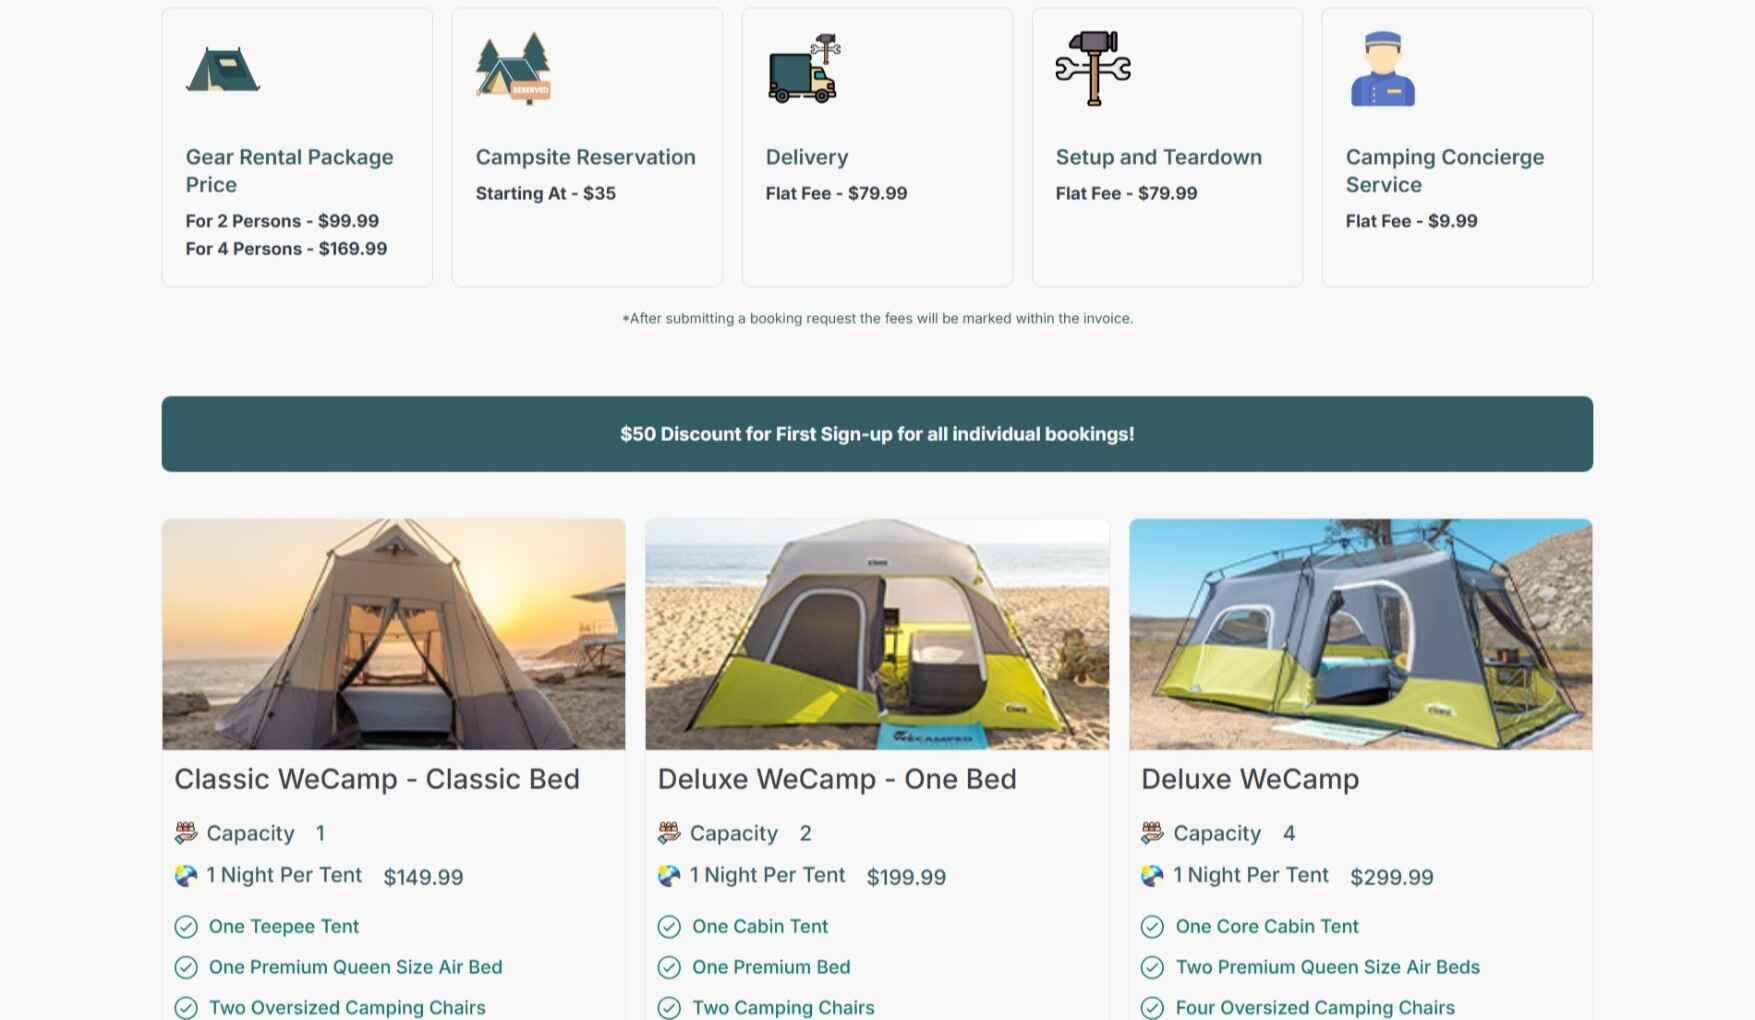 RESERVED
Gear Rental Package
Price
For 2 Persons - $99.99
For 4 Persons - $169.99
Campsite Reservation
Starting At - $35
Delivery
Flat Fee - $79.99
Setup and Teardown
Flat Fee - $79.99
Camping Concierge
Service
Flat Fee - $9.99
*After submitting a booking request the fees will be marked within the invoice.
$50 Discount for First Sign-up for all individual bookings!
WECAMPED
Classic WeCamp - Classic Bed
Capacity 1
1 Night Per Tent $149.99
One Teepee Tent
One Premium Queen Size Air Bed
Two Oversized Camping Chairs
Deluxe WeCamp - One Bed
Capacity 2
1 Night Per Tent $199.99
One Cabin Tent
One Premium Bed
Two Camping Chairs
Deluxe WeCamp
Capacity 4
1 Night Per Tent $299.99
One Core Cabin Tent
Two Premium Queen Size Air Beds
Four Oversized Camping Chairs